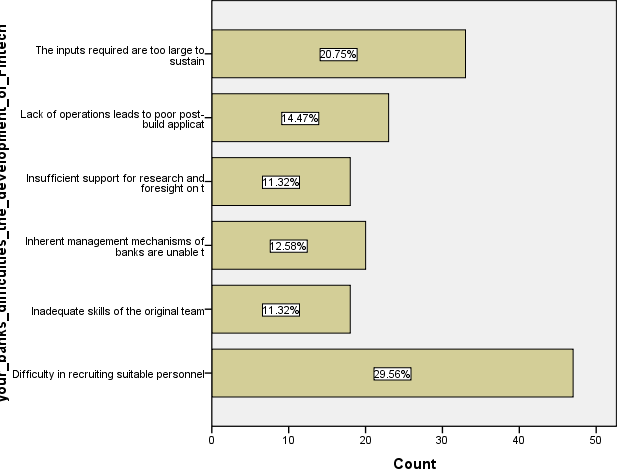 your_banks_difficulties_the_development_of_Fintech
The inputs required are too large to
sustain
20.75%
Lack of operations leads to poor post-
build applicat
14.47%
Insufficient support for research and
foresight on t
11.32%
Inherent management mechanisms of
banks are unable t
12.58%
Inadequate skills of the original team
11.32%
Difficulty in recruiting suitable personnel
29.56%
0 10 20 30 40 50
Count